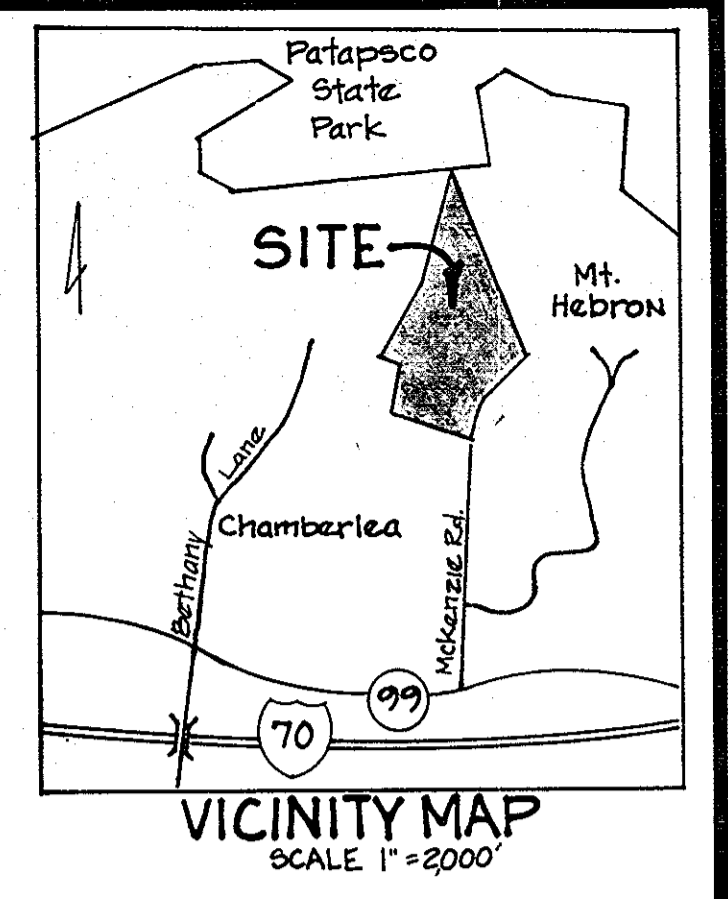 Patapsco
State
Park
SITE
Mt.
Hebron
Lane
Chamberlea
Bethany
McKenzie Rd.
99
70
VICINITY MAP
SCALE 1" = 2,000'